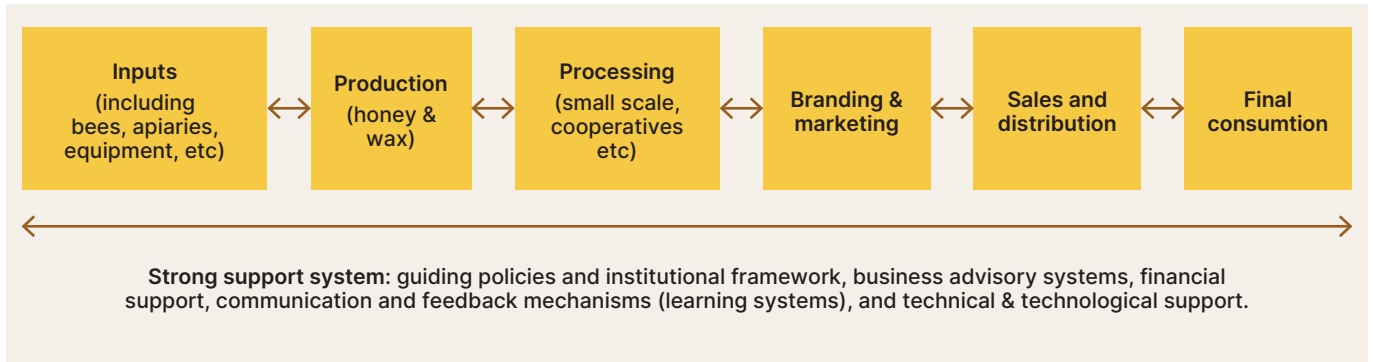 Inputs
(including
bees, apiaries,
equipment, etc)
Production
(honey &
wax)
Processing
(small scale,
cooperatives
etc)
Branding &
marketing
Sales and
distribution
Final
consumtion
Strong support system: guiding policies and institutional framework, business advisory systems, financial
support, communication and feedback mechanisms (learning systems), and technical & technological support.